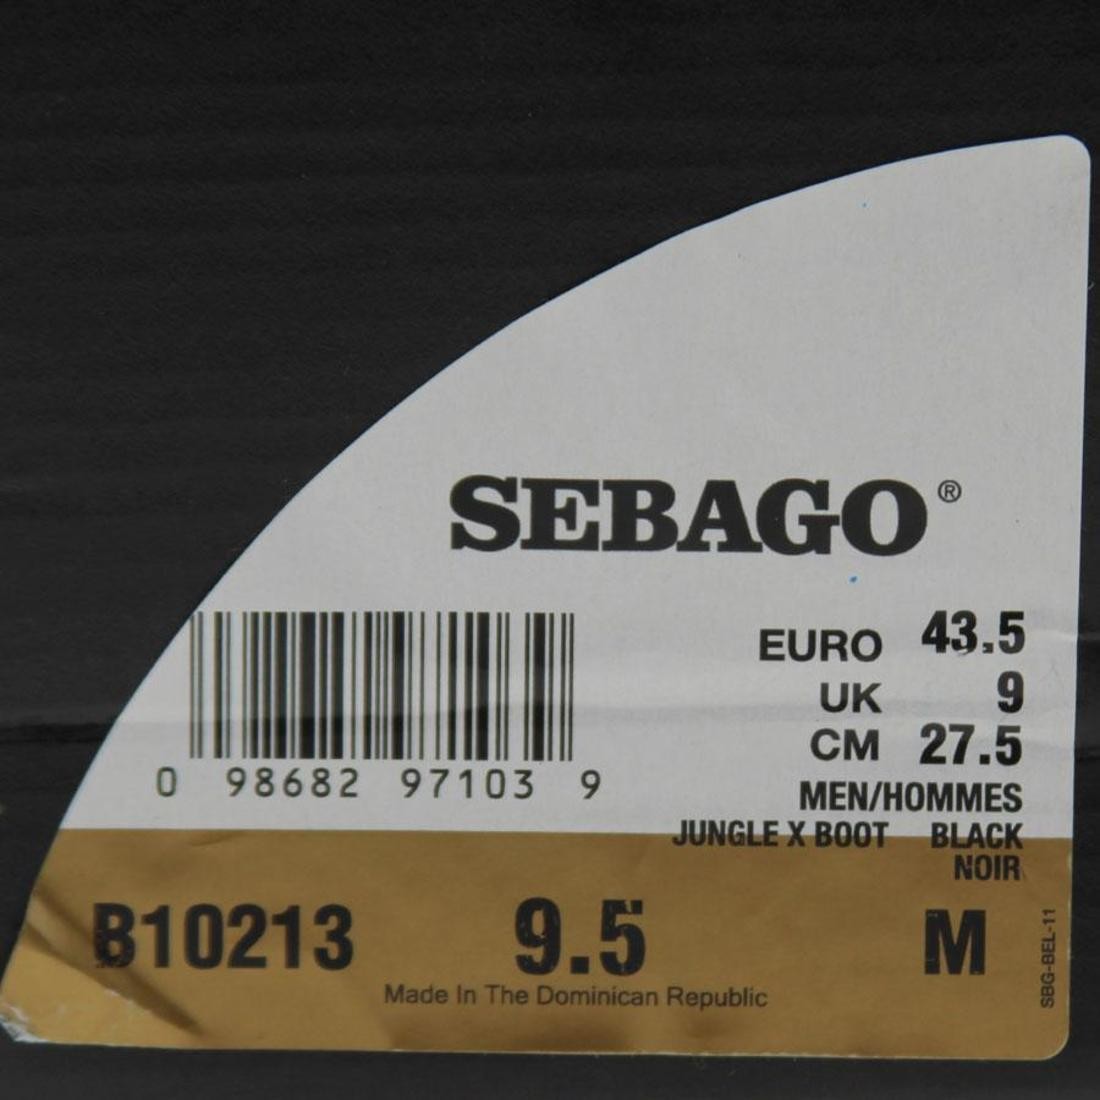 SEBAGO®
EURO 43.5
UK 9
CM 27.5
0 98682 97103 9
MEN/HOMMES
JUNGLE X BOOT BLACK
NOIR
B10213 9.5 M
Made In The Dominican Republic
SBG-BEL-11